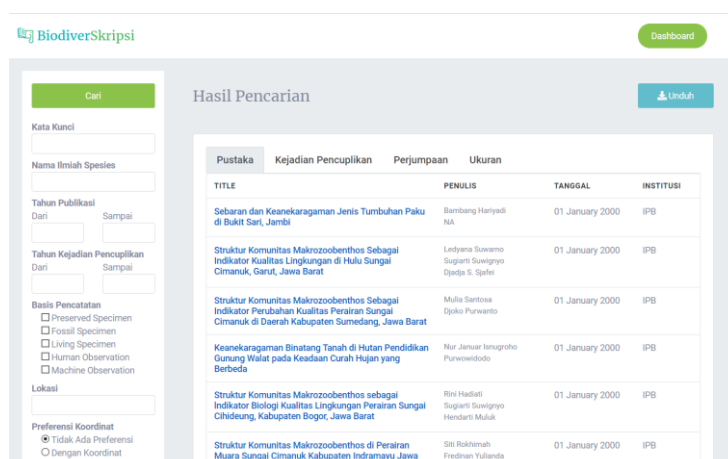 BiodiverSkripsi
Dashboard
Cari
Kata Kunci
Nama Ilmiah Spesies
Tahun Publikasi
Dari Sampai
Tahun Kejadian Pencuplikan
Dari Sampai
Basis Pencatatan
Preserved Specimen
Fossil Specimen
Living Specimen
Human Observation
Machine Observation
Lokasi
Preferensi Koordinat
Tidak Ada Preferensi
Dengan Koordinat
Hasil Pencarian
Unduh
Pustaka Kejadian Pencuplikan Perjumpaan Ukuran
TITLE PENULIS TANGGAL INSTITUSI
Sebaran dan Keanekaragaman Jenis Tumbuhan Paku Bambang Hariyadi 01 January 2000 IPB
di Bukit Sari, Jambi NA
Struktur Komunitas Makrozoobenthos Sebagai Ledyana Suwarno 01 January 2000 IPB
Indikator Kualitas Lingkungan di Hulu Sungai Sugiarti Suwignyo
Cimanuk, Garut, Jawa Barat Djadja S. Sjafei
Struktur Komunitas Makrozoobenthos Sebagai Mulia Santosa 01 January 2000 IPB
Indikator Perubahan Kualitas Perairan Sungai Djoko Purwanto
Cimanuk di Daerah Kabupaten Sumedang, Jawa Barat
Keanekaragaman Binatang Tanah di Hutan Pendidikan Nur Januar Isnugroho 01 January 2000 IPB
Gunung Walat pada Keadaan Curah Hujan yang Purwowidodo
Berbeda
Struktur Komunitas Makrozoobenthos sebagai Rini Hadiati 01 January 2000 IPB
Indikator Biologi Kualitas Lingkungan Perairan Sungai Sugiarti Suwignyo
Cihideung, Kabupaten Bogor, Jawa Barat Hendarti Muluk
Struktur Komunitas Makrozoobenthos di Perairan Siti Rokhimah 01 January 2000 IPB
Muara Sungai Cimanuk Kabupaten Indramayu Jawa Fredinan Yulianda